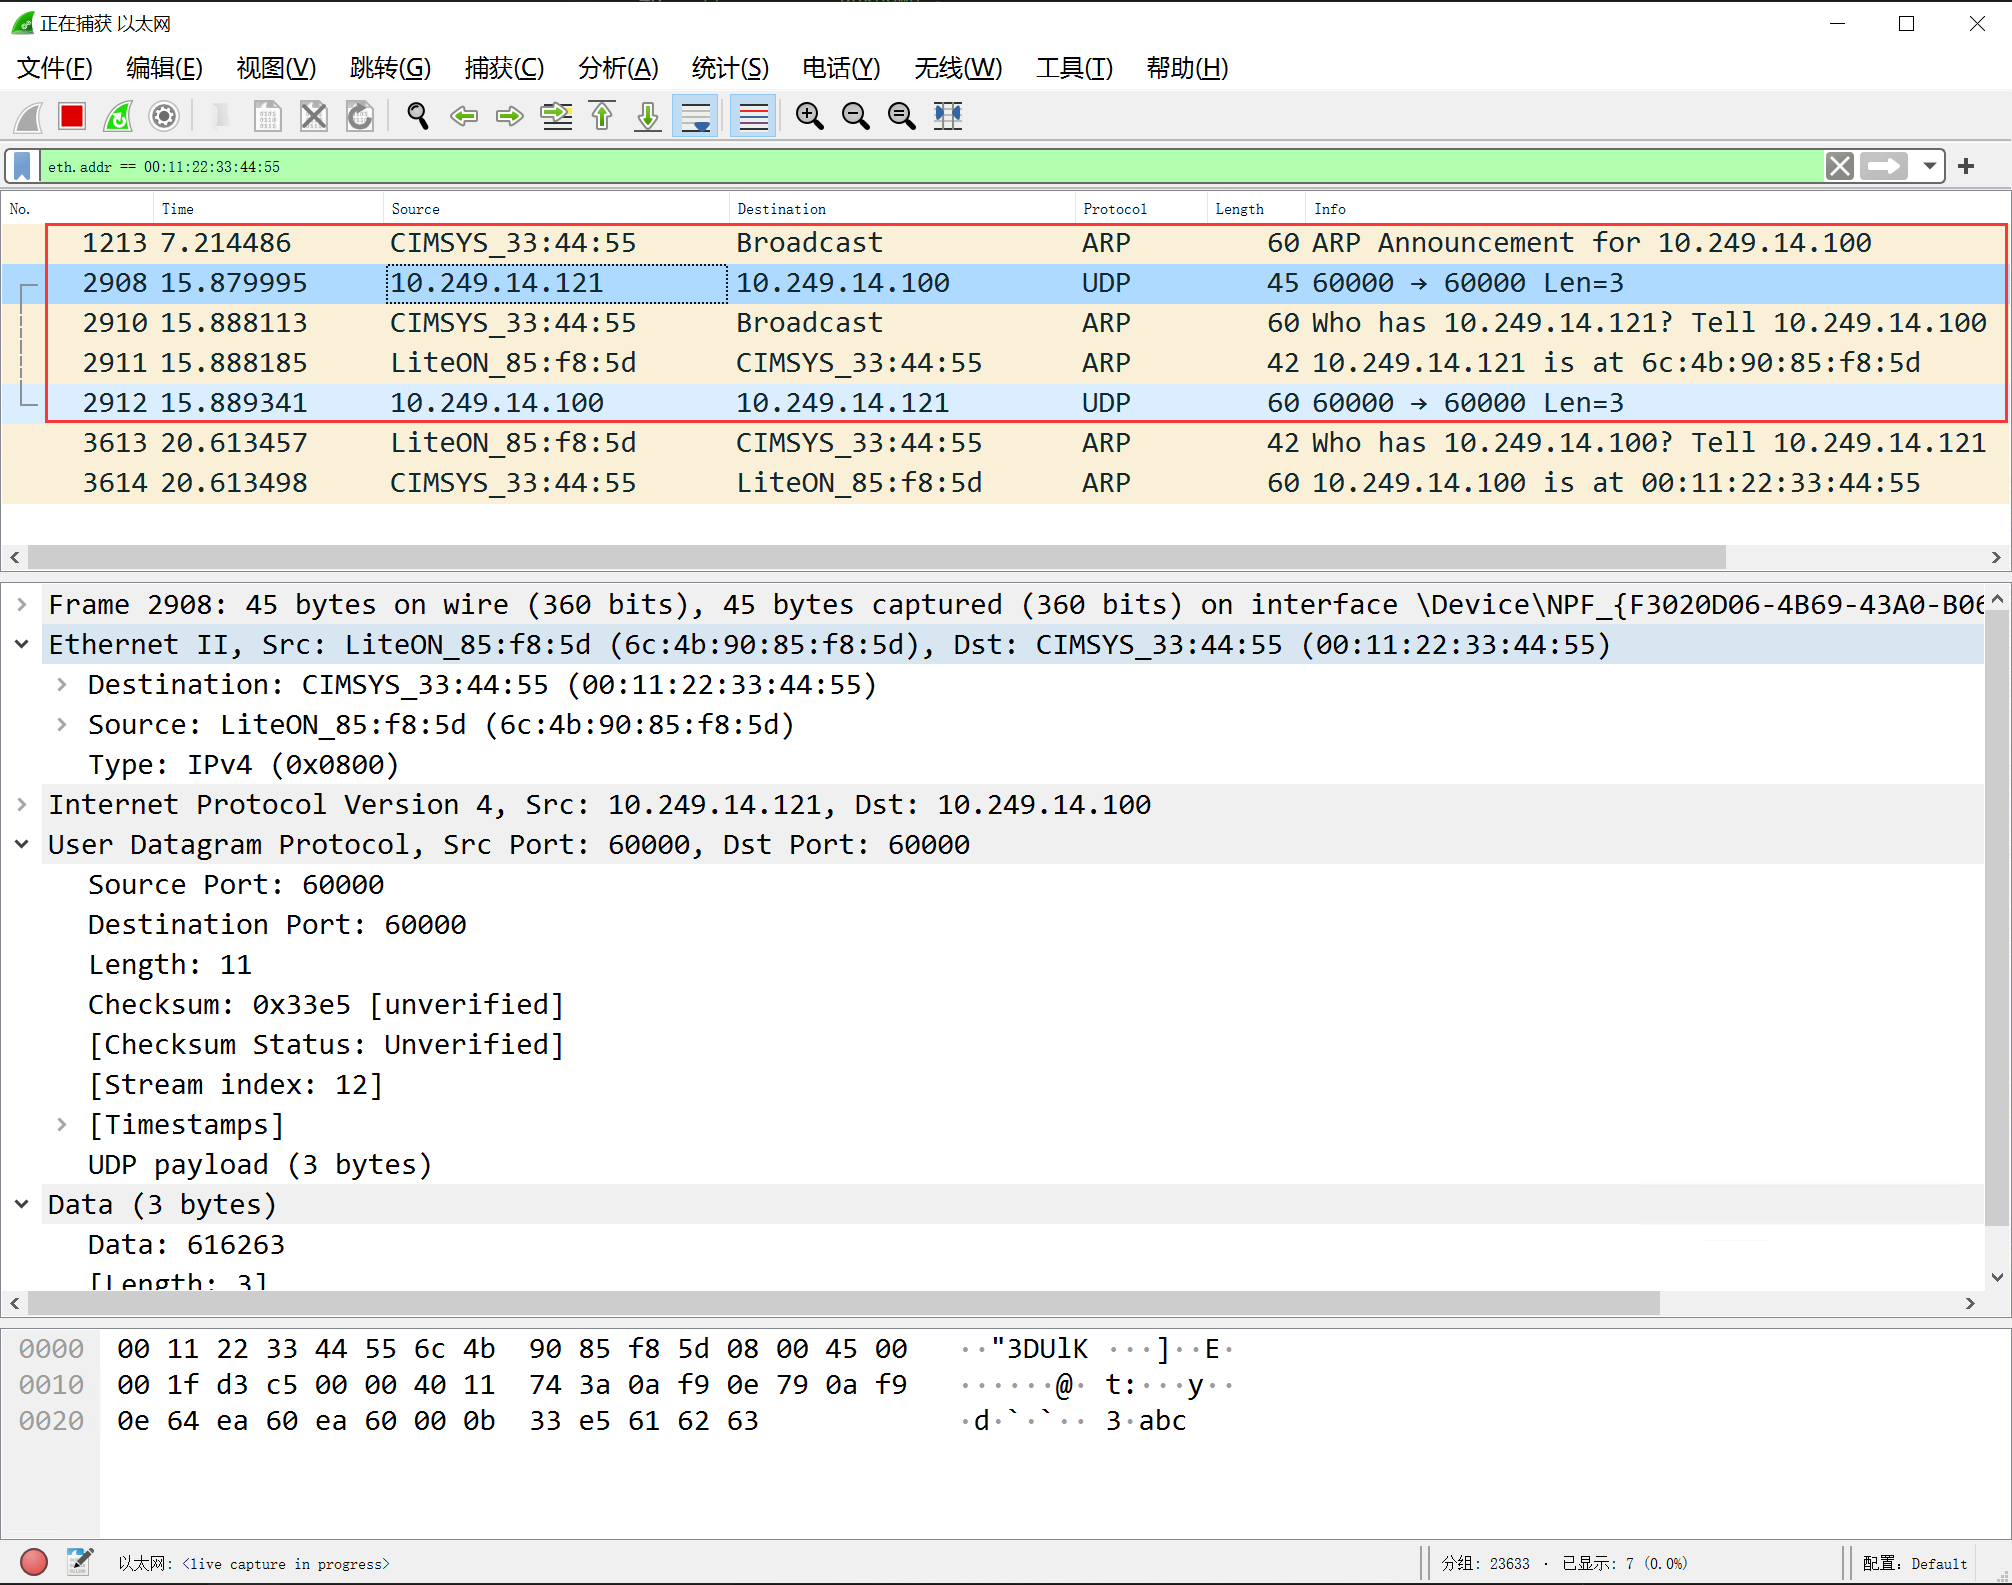 正在捕获 以太网
文件(F) 编辑(E) 视图(V) 跳转(G) 捕获(C) 分析(A) 统计(S) 电话(Y) 无线(W) 工具(T) 帮助(H)
eth.addr == 00:11:22:33:44:55
No. Time Source Destination Protocol Length Info
1213 7.214486 CIMSYS_33:44:55 Broadcast ARP 60 ARP Announcement for 10.249.14.100
2908 15.879995 10.249.14.121 10.249.14.100 UDP 45 60000 → 60000 Len=3
2910 15.888113 CIMSYS_33:44:55 Broadcast ARP 60 Who has 10.249.14.121? Tell 10.249.14.100
2911 15.888185 LiteON_85:f8:5d CIMSYS_33:44:55 ARP 42 10.249.14.121 is at 6c:4b:90:85:f8:5d
2912 15.889341 10.249.14.100 10.249.14.121 UDP 60 60000 → 60000 Len=3
3613 20.613457 LiteON_85:f8:5d CIMSYS_33:44:55 ARP 42 Who has 10.249.14.100? Tell 10.249.14.121
3614 20.613498 CIMSYS_33:44:55 LiteON_85:f8:5d ARP 60 10.249.14.100 is at 00:11:22:33:44:55
Frame 2908: 45 bytes on wire (360 bits), 45 bytes captured (360 bits) on interface \Device\NPF_{F3020D06-4B69-43A0-B06
Ethernet II, Src: LiteON_85:f8:5d (6c:4b:90:85:f8:5d), Dst: CIMSYS_33:44:55 (00:11:22:33:44:55)
Destination: CIMSYS_33:44:55 (00:11:22:33:44:55)
Source: LiteON_85:f8:5d (6c:4b:90:85:f8:5d)
Type: IPv4 (0x0800)
Internet Protocol Version 4, Src: 10.249.14.121, Dst: 10.249.14.100
User Datagram Protocol, Src Port: 60000, Dst Port: 60000
Source Port: 60000
Destination Port: 60000
Length: 11
Checksum: 0x33e5 [unverified]
[Checksum Status: Unverified]
[Stream index: 12]
[Timestamps]
UDP payload (3 bytes)
Data (3 bytes)
Data: 616263
[Length: 3]
0000 00 11 22 33 44 55 6c 4b 90 85 f8 5d 08 00 45 00 ··"3DUlK ···]··E·
0010 00 1f d3 c5 00 00 40 11 74 3a 0a f9 0e 79 0a f9 ······@· t:···y··
0020 0e 64 ea 60 ea 60 00 0b 33 e5 61 62 63 ·d·`·`·· 3·abc
以太网: <live capture in progress> 分组: 23633 · 已显示: 7 (0.0%) 配置: Default